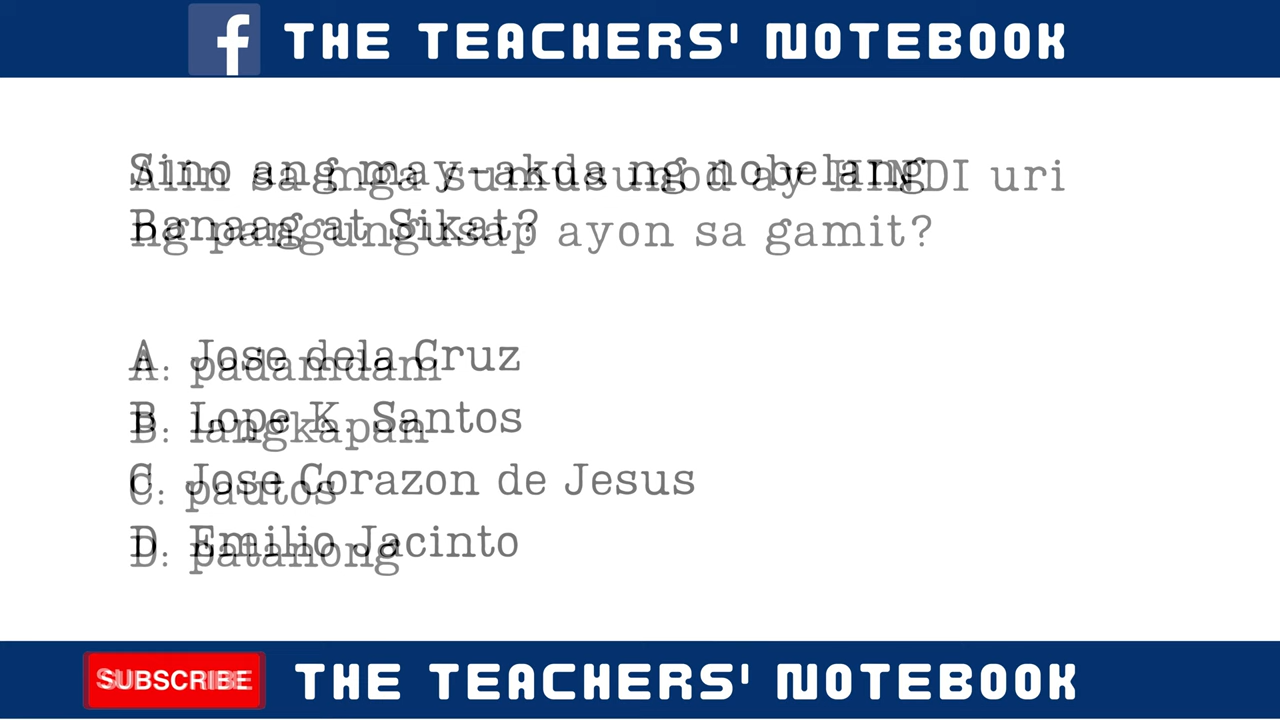 THE TEACHERS' NOTEBOOK
Sino ang may-akda ng nobelang
Banaag at Sikat?
Alin sa mga sumusunod ay HINDI uri
ng pangungusap ayon sa gamit?
A. Jose dela Cruz
A. padamdam
B. Lope K. Santos
B. langkapan
C. Jose Corazon de Jesus
C. pautos
D. Emilio Jacinto
D. patanong
SUBSCRIBE
THE TEACHERS' NOTEBOOK